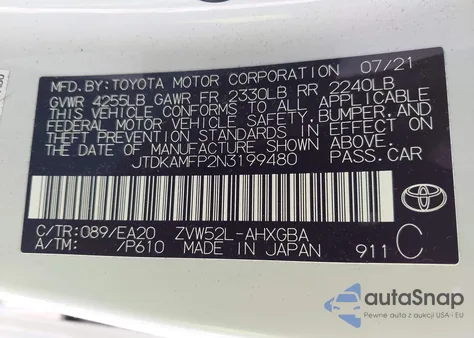 MFD.BY:TOYOTA MOTOR CORPORATION 07/21
GVWR 4255LB GAWR FR 2330LB RR 2240LB
THIS VEHICLE CONFORMS TO ALL APPLICABLE
FEDERAL MOTOR VEHICLE SAFETY,BUMPER,AND
THEFT PREVENTION STANDARDS IN EFFECT ON
THE DATE OF MANUFACTURE SHOWN ABOVE.
JTDKAMFP2N3199480 PASS.CAR
TOYOTA
C/TR:089/EA20 ZVW52L-AHXGBA
A/TM: /P610 MADE IN JAPAN 911 C
autoSnap
Pewne auta z aukcji USA - EU